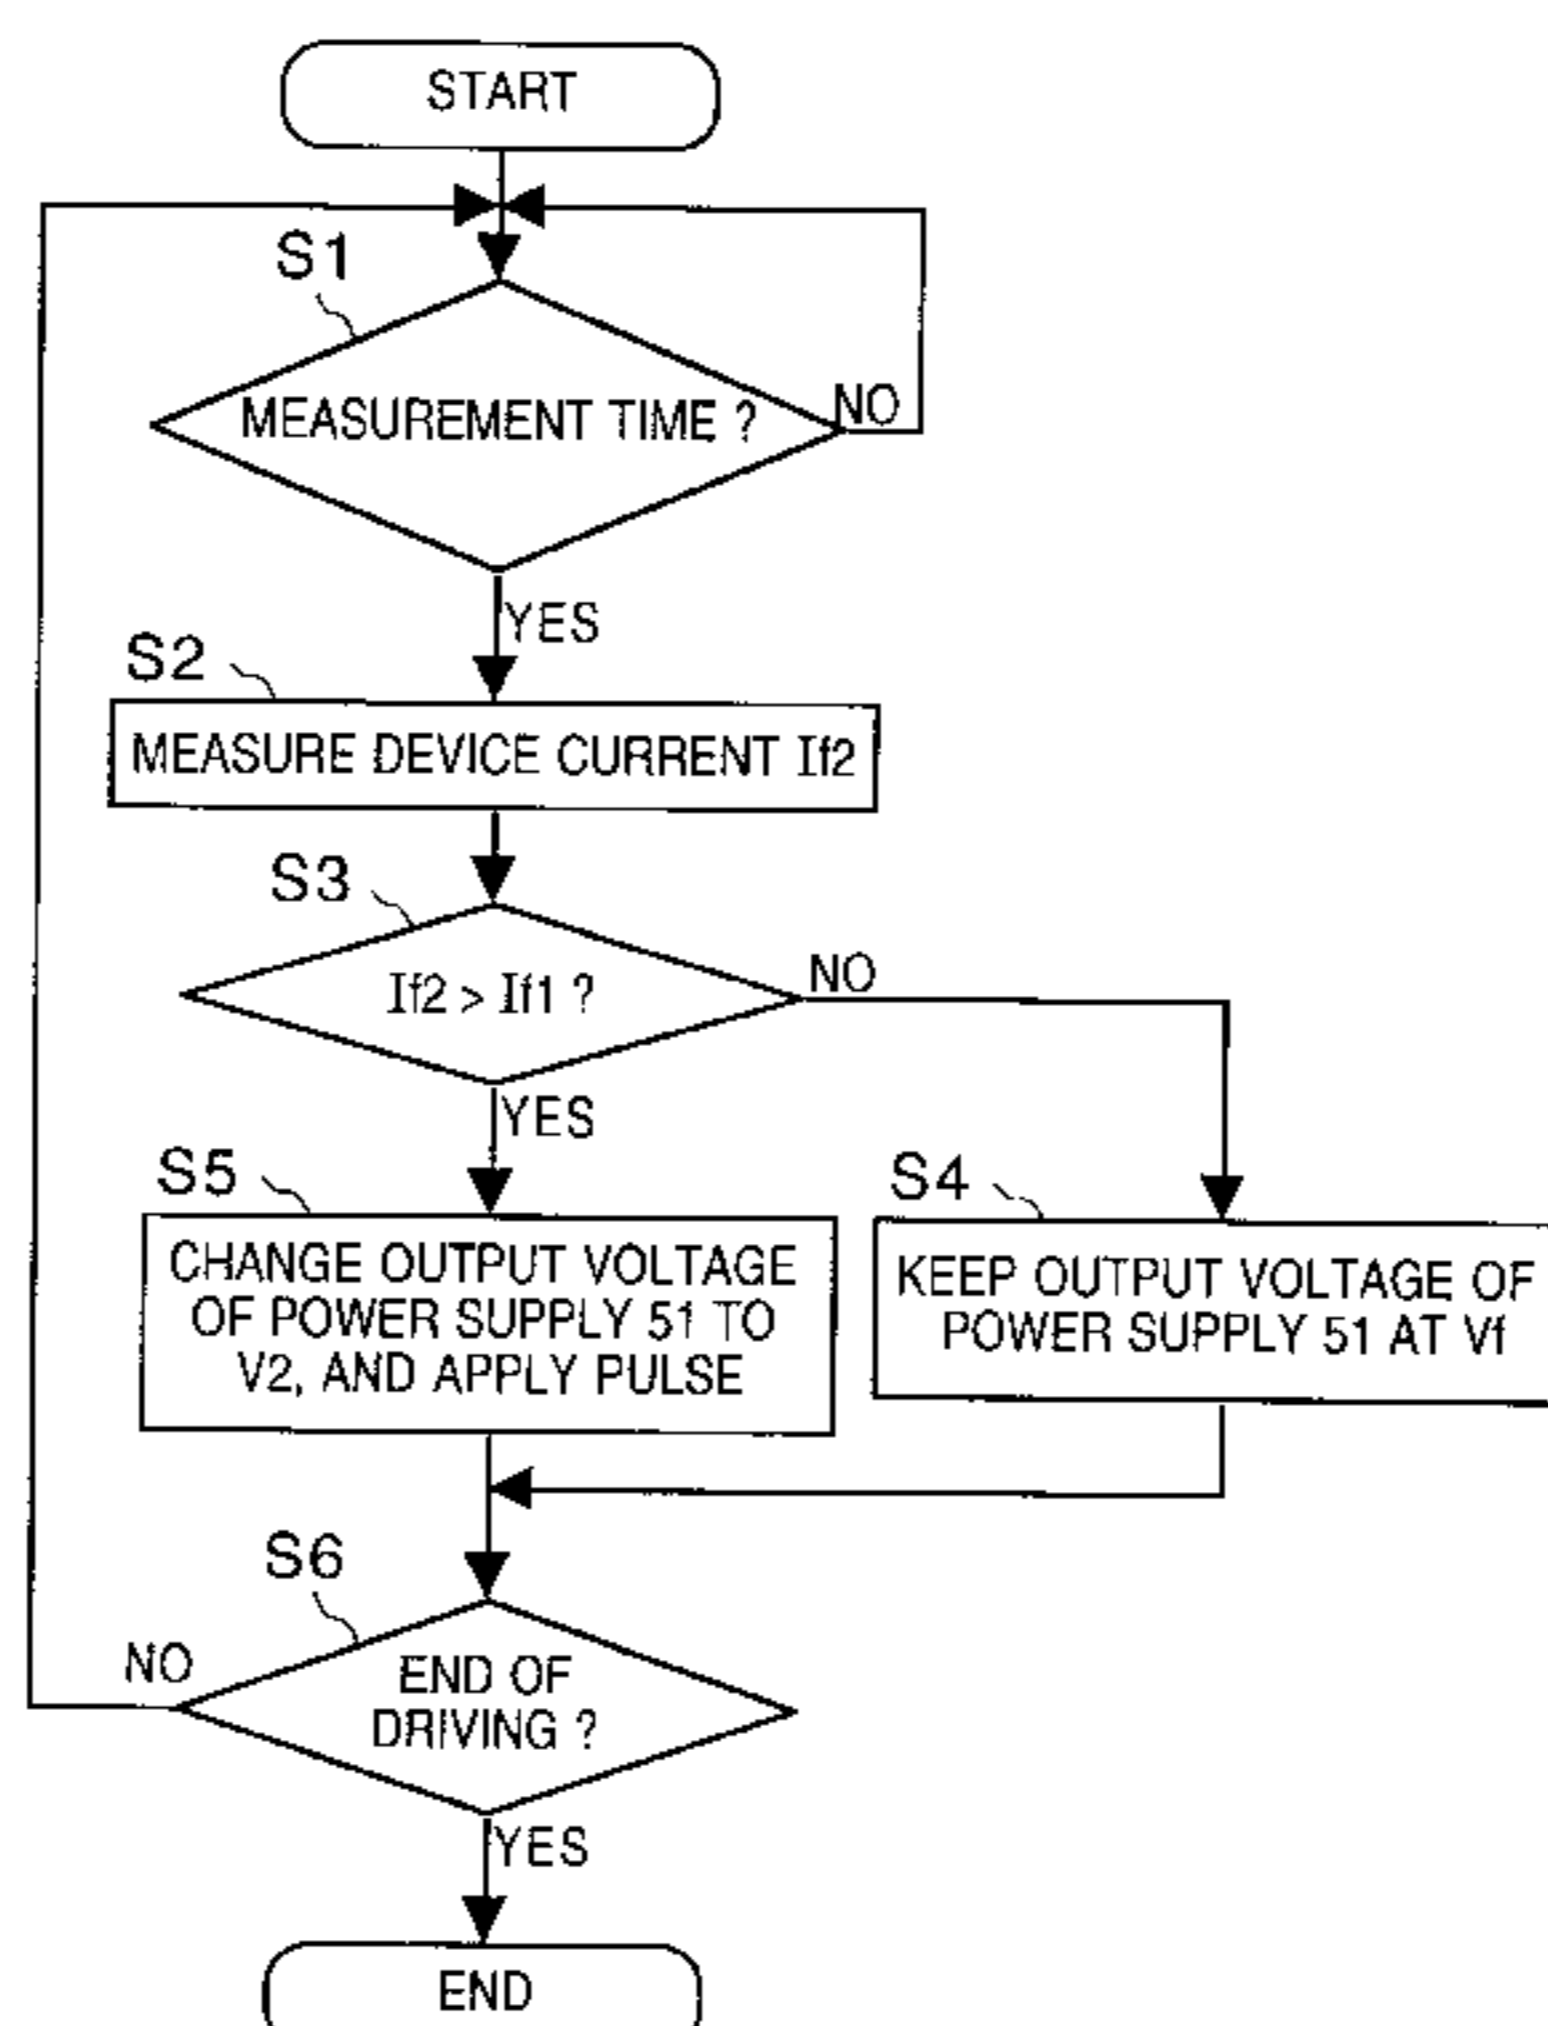 START
S1
MEASUREMENT TIME ?
NO
YES
S2
MEASURE DEVICE CURRENT If2
S3
If2 > If1 ?
NO
YES
S5
CHANGE OUTPUT VOLTAGE
OF POWER SUPPLY 51 TO
V2, AND APPLY PULSE
S4
KEEP OUTPUT VOLTAGE OF
POWER SUPPLY 51 AT Vf
S6
NO
END OF
DRIVING ?
YES
END